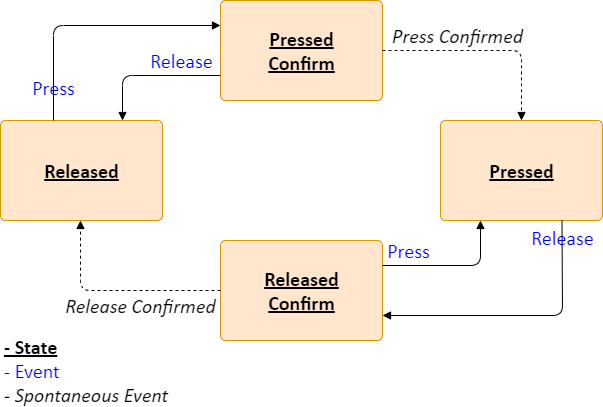 Pressed
Confirm
Press Confirmed
Release
Press
Released
Pressed
Release
Press
Released
Confirm
Release Confirmed
- State
- Event
- Spontaneous Event